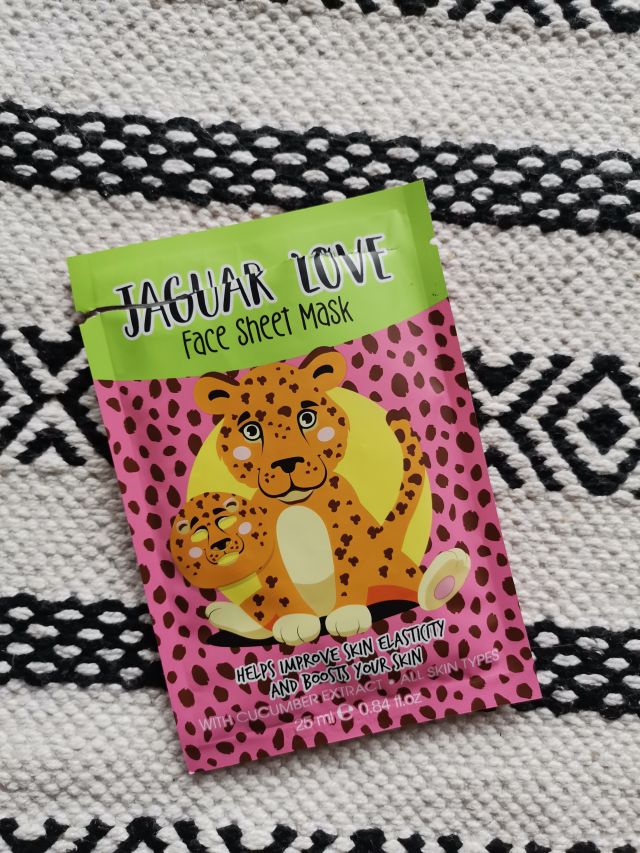 JAGUAR LOVE
Face Sheet Mask
HELPS IMPROVE SKIN ELASTICITY
AND BOOSTS YOUR SKIN
WITH CUCUMBER EXTRACT • ALL SKIN TYPES
25 ml ℮ 0.84 fl.oz